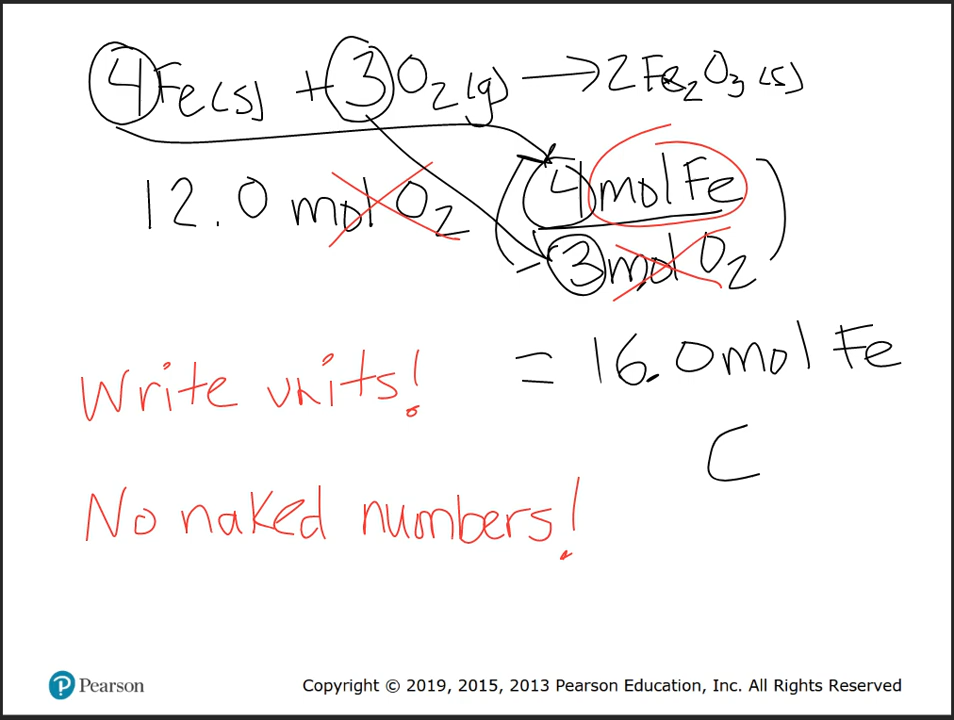 4Fe(s) + 3O₂(g) → 2Fe₂O₃(s)
12.0 mol O₂ (4 mol Fe / 3 mol O₂)
= 16.0 mol Fe
Write units!
C
No naked numbers!
Pearson
Copyright © 2019, 2015, 2013 Pearson Education, Inc. All Rights Reserved